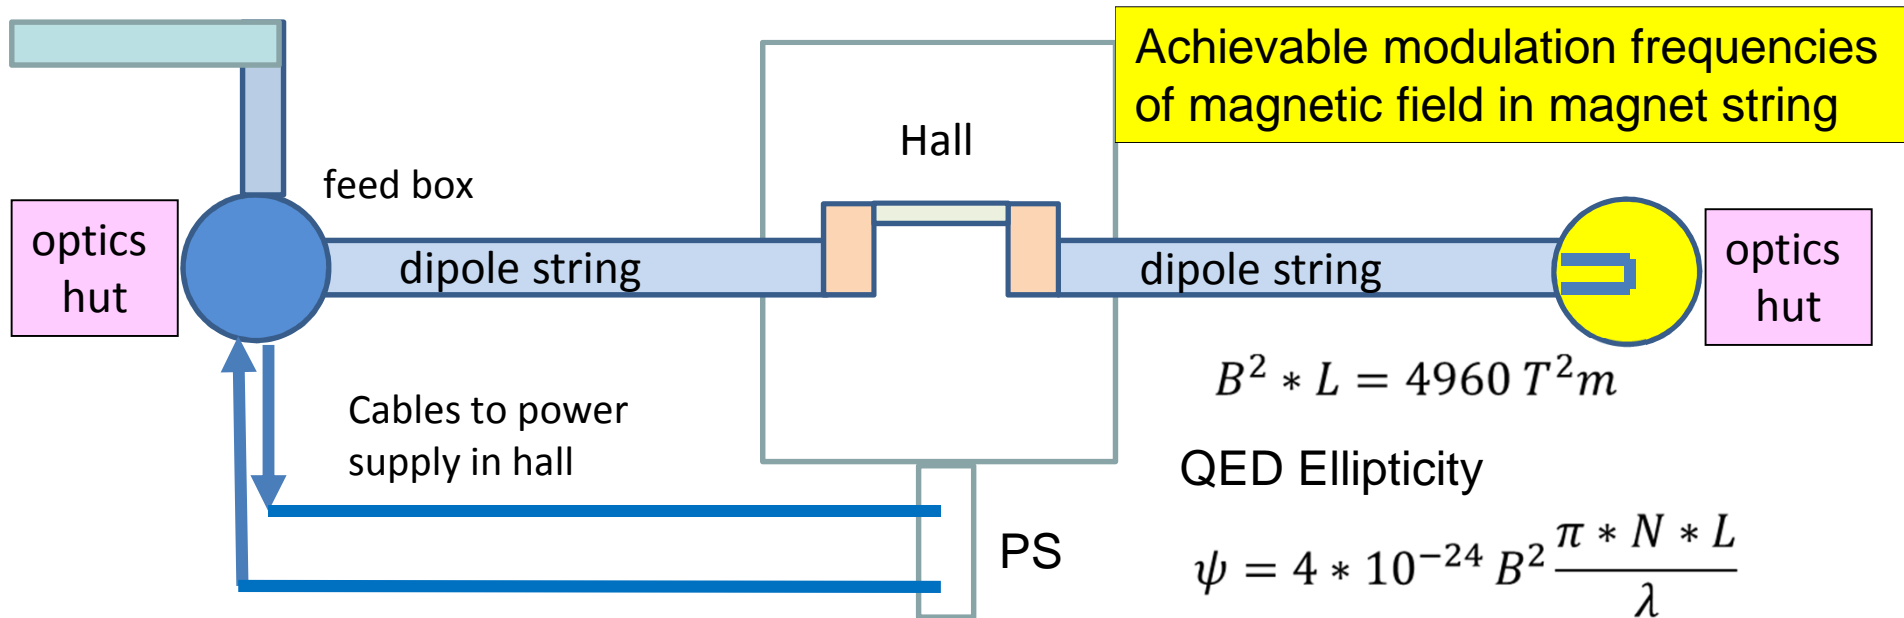 Achievable modulation frequencies
of magnetic field in magnet string
Hall
feed box
optics
hut
dipole string
dipole string
optics
hut
B² * L = 4960 T²m
Cables to power
supply in hall
QED Ellipticity
PS
ψ = 4 * 10⁻²⁴ B² π * N * L / λ